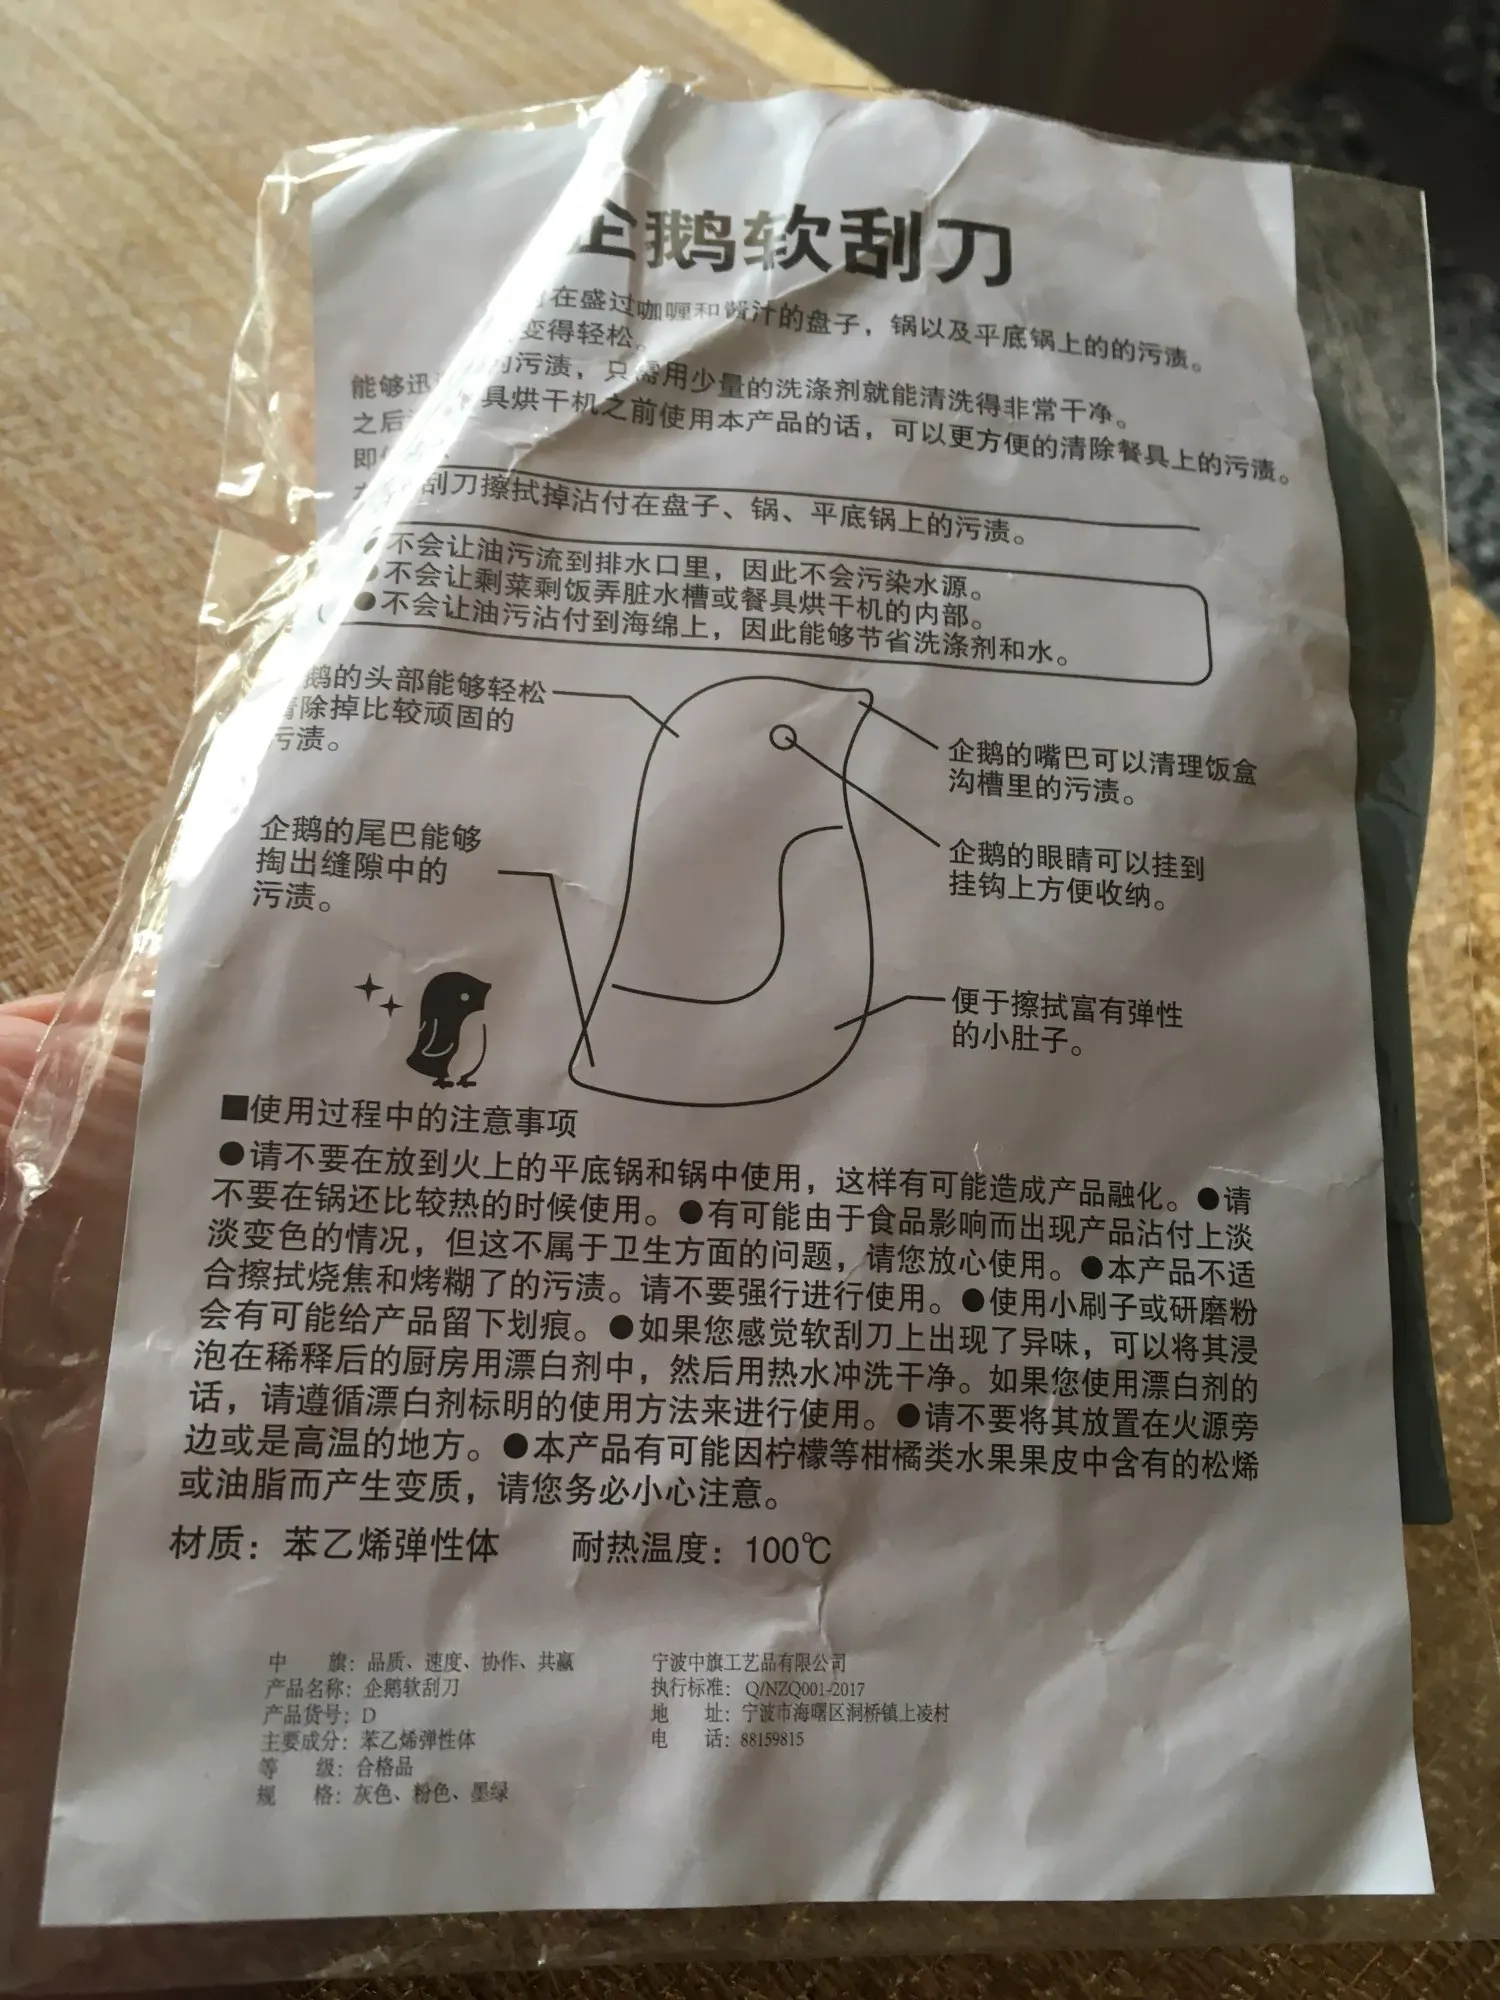 企鹅软刮刀
在盛过咖喱和酱汁的盘子，锅以及平底锅上的的污渍。
变得轻松。
能够迅 的污渍，只需用少量的洗涤剂就能清洗得非常干净。
之后 具烘干机之前使用本产品的话，可以更方便的清除餐具上的污渍。
即
刮刀擦拭掉沾付在盘子、锅、平底锅上的污渍。
●不会让油污流到排水口里，因此不会污染水源。
●不会让剩菜剩饭弄脏水槽或餐具烘干机的内部。
●不会让油污沾付到海绵上，因此能够节省洗涤剂和水。
鹅的头部能够轻松
清除掉比较顽固的
污渍。
企鹅的嘴巴可以清理饭盒
沟槽里的污渍。
企鹅的尾巴能够
掏出缝隙中的
污渍。
企鹅的眼睛可以挂到
挂钩上方便收纳。
便于擦拭富有弹性
的小肚子。
■使用过程中的注意事项
●请不要在放到火上的平底锅和锅中使用，这样有可能造成产品融化。●请
不要在锅还比较热的时候使用。●有可能由于食品影响而出现产品沾付上淡
淡变色的情况，但这不属于卫生方面的问题，请您放心使用。●本产品不适
合擦拭烧焦和烤糊了的污渍。请不要强行进行使用。●使用小刷子或研磨粉
会有可能给产品留下划痕。●如果您感觉软刮刀上出现了异味，可以将其浸
泡在稀释后的厨房用漂白剂中，然后用热水冲洗干净。如果您使用漂白剂的
话，请遵循漂白剂标明的使用方法来进行使用。●请不要将其放置在火源旁
边或是高温的地方。●本产品有可能因柠檬等柑橘类水果果皮中含有的松烯
或油脂而产生变质，请您务必小心注意。
材质：苯乙烯弹性体 耐热温度：100℃
中 旗：品质、速度、协作、共赢
产品名称：企鹅软刮刀
产品货号：D
主要成分：苯乙烯弹性体
等 级：合格品
规 格：灰色、粉色、墨绿
宁波中旗工艺品有限公司
执行标准：Q/NZQ001-2017
地 址：宁波市海曙区洞桥镇上凌村
电 话：88159815